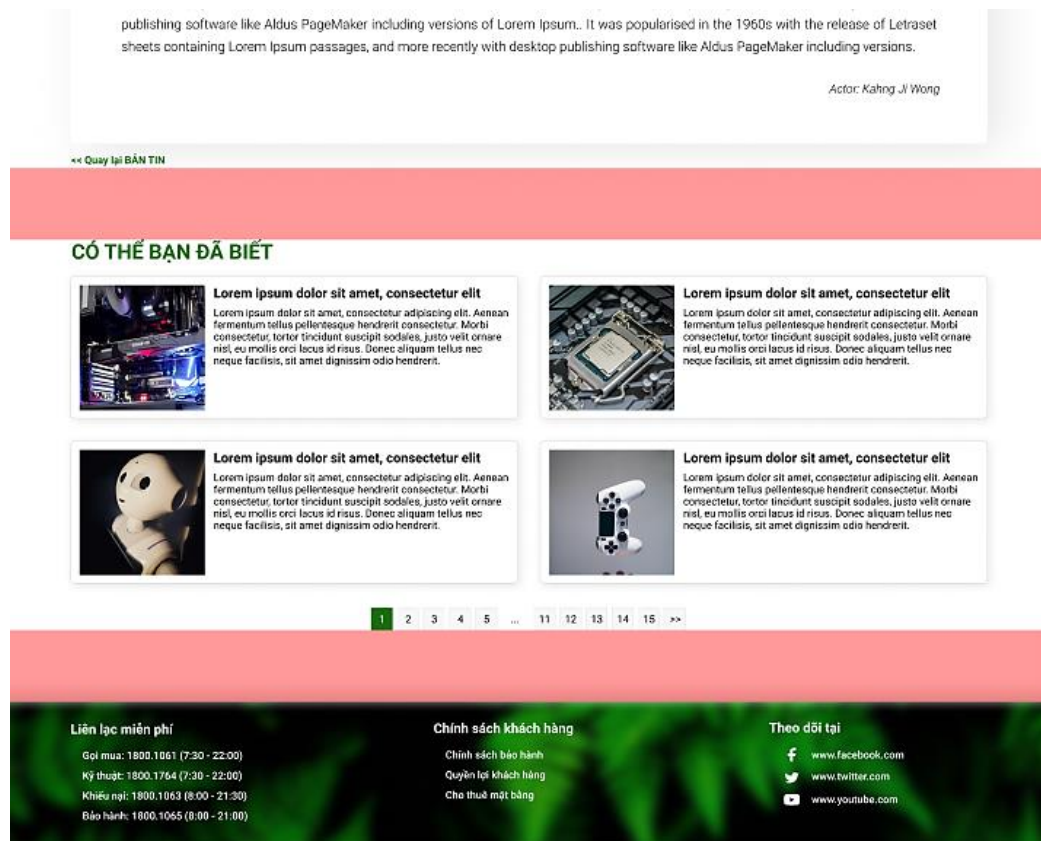 publishing software like Aldus PageMaker including versions of Lorem Ipsum.. It was popularised in the 1960s with the release of Letraset
sheets containing Lorem Ipsum passages, and more recently with desktop publishing software like Aldus PageMaker including versions.
Actor: Kahng Ji Wong
<< Quay lại BẢN TIN
CÓ THỂ BẠN ĐÃ BIẾT
Lorem ipsum dolor sit amet, consectetur elit
Lorem ipsum dolor sit amet, consectetur adipiscing elit. Aenean
fermentum tellus pellentesque hendrerit consectetur. Morbi
consectetur, tortor tincidunt suscipit sodales, justo velit ornare
nisl, eu mollis orci lacus id risus. Donec aliquam tellus nec
neque facilisis, sit amet dignissim odio hendrerit.
Lorem ipsum dolor sit amet, consectetur elit
Lorem ipsum dolor sit amet, consectetur adipiscing elit. Aenean
fermentum tellus pellentesque hendrerit consectetur. Morbi
consectetur, tortor tincidunt suscipit sodales, justo velit ornare
nisl, eu mollis orci lacus id risus. Donec aliquam tellus nec
neque facilisis, sit amet dignissim odio hendrerit.
Lorem ipsum dolor sit amet, consectetur elit
Lorem ipsum dolor sit amet, consectetur adipiscing elit. Aenean
fermentum tellus pellentesque hendrerit consectetur. Morbi
consectetur, tortor tincidunt suscipit sodales, justo velit ornare
nisl, eu mollis orci lacus id risus. Donec aliquam tellus nec
neque facilisis, sit amet dignissim odio hendrerit.
Lorem ipsum dolor sit amet, consectetur elit
Lorem ipsum dolor sit amet, consectetur adipiscing elit. Aenean
fermentum tellus pellentesque hendrerit consectetur. Morbi
consectetur, tortor tincidunt suscipit sodales, justo velit ornare
nisl, eu mollis orci lacus id risus. Donec aliquam tellus nec
neque facilisis, sit amet dignissim odio hendrerit.
1 2 3 4 5 ... 11 12 13 14 15 >>
Liên lạc miễn phí
Gọi mua: 1800.1061 (7:30 - 22:00)
Kỹ thuật: 1800.1764 (7:30 - 22:00)
Khiếu nại: 1800.1063 (8:00 - 21:30)
Bảo hành: 1800.1065 (8:00 - 21:00)
Chính sách khách hàng
Chính sách bảo hành
Quyền lợi khách hàng
Cho thuê mặt bằng
Theo dõi tại
www.facebook.com
www.twitter.com
www.youtube.com